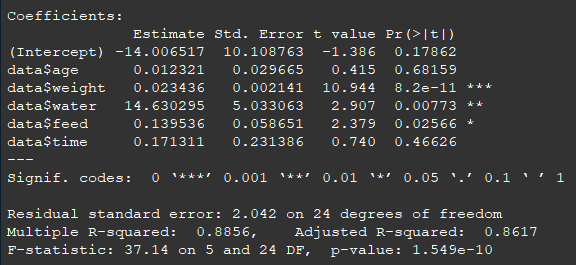 Coefficients:
              Estimate Std. Error t value Pr(>|t|)
(Intercept) -14.006517  10.108763  -1.386  0.17862
data$age      0.012321   0.029665   0.415  0.68159
data$weight   0.023436   0.002141  10.944  8.2e-11 ***
data$water   14.630295   5.033063   2.907  0.00773 **
data$feed     0.139536   0.058651   2.379  0.02566 *
data$time     0.171311   0.231386   0.740  0.46626
---
Signif. codes:  0 ‘***’ 0.001 ‘**’ 0.01 ‘*’ 0.05 ‘.’ 0.1 ‘ ’ 1
Residual standard error: 2.042 on 24 degrees of freedom
Multiple R-squared:  0.8856,    Adjusted R-squared:  0.8617
F-statistic: 37.14 on 5 and 24 DF,  p-value: 1.549e-10